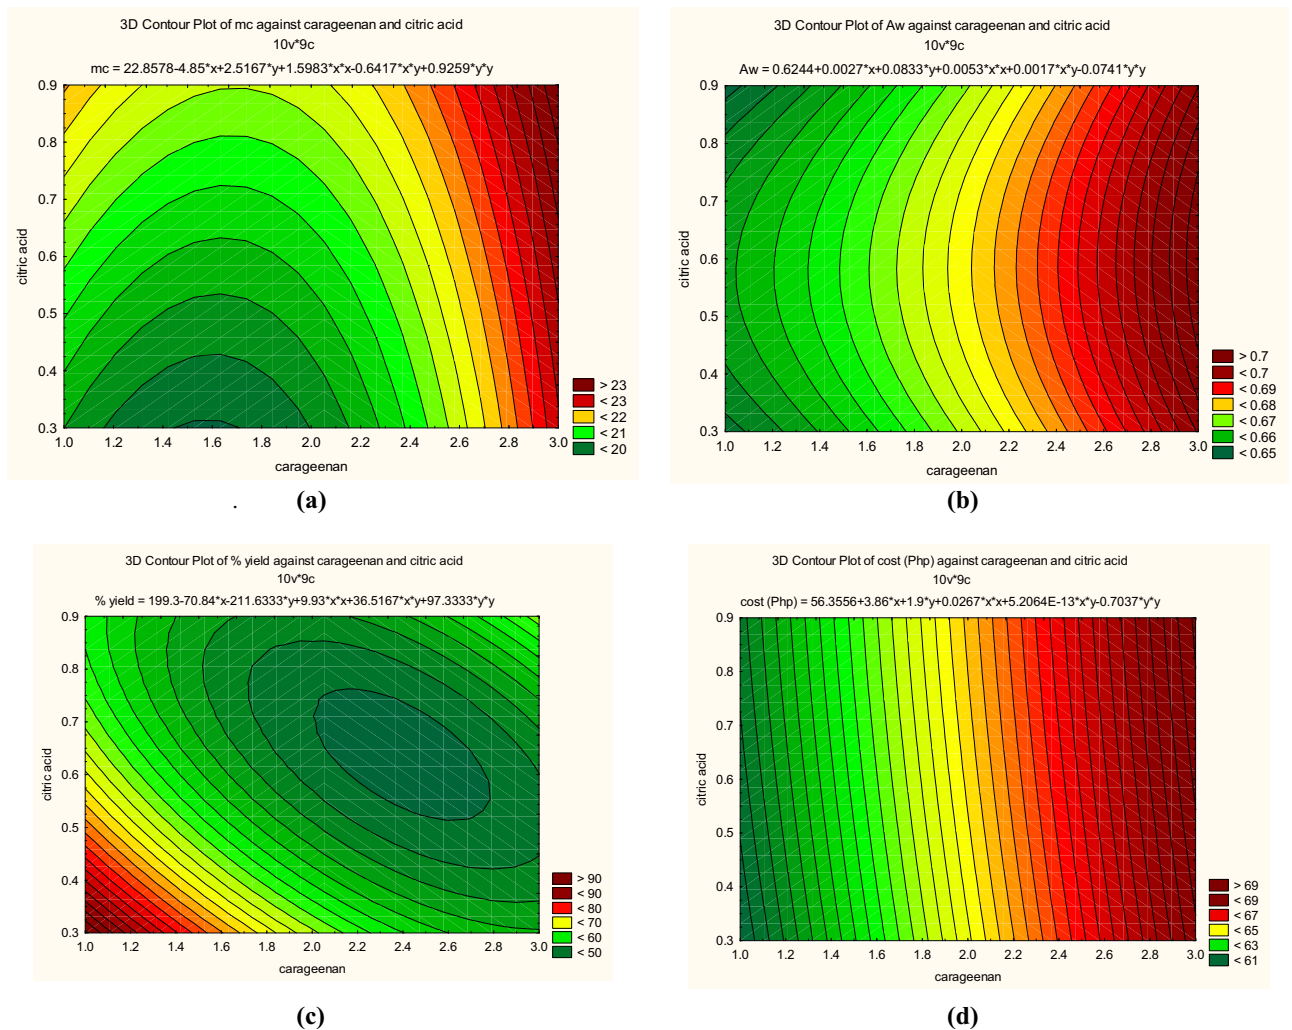 3D Contour Plot of mc against carageenan and citric acid
10v*9c
mc = 22.8578-4.85*x+2.5167*y+1.5983*x*x-0.6417*x*y+0.9259*y*y
0.9
0.8
0.7
0.6
0.5
0.4
0.3
citric acid
1.0 1.2 1.4 1.6 1.8 2.0 2.2 2.4 2.6 2.8 3.0
carageenan
> 23
< 23
< 22
< 21
< 20
.
(a)
3D Contour Plot of Aw against carageenan and citric acid
10v*9c
Aw = 0.6244+0.0027*x+0.0833*y+0.0053*x*x+0.0017*x*y-0.0741*y*y
0.9
0.8
0.7
0.6
0.5
0.4
0.3
citric acid
1.0 1.2 1.4 1.6 1.8 2.0 2.2 2.4 2.6 2.8 3.0
carageenan
> 0.7
< 0.7
< 0.69
< 0.68
< 0.67
< 0.66
< 0.65
(b)
3D Contour Plot of % yield against carageenan and citric acid
10v*9c
% yield = 199.3-70.84*x-211.6333*y+9.93*x*x+36.5167*x*y+97.3333*y*y
0.9
0.8
0.7
0.6
0.5
0.4
0.3
citric acid
1.0 1.2 1.4 1.6 1.8 2.0 2.2 2.4 2.6 2.8 3.0
carageenan
> 90
< 90
< 80
< 70
< 60
< 50
(c)
3D Contour Plot of cost (Php) against carageenan and citric acid
10v*9c
cost (Php) = 56.3556+3.86*x+1.9*y+0.0267*x*x+5.2064E-13*x*y-0.7037*y*y
0.9
0.8
0.7
0.6
0.5
0.4
0.3
citric acid
1.0 1.2 1.4 1.6 1.8 2.0 2.2 2.4 2.6 2.8 3.0
carageenan
> 69
< 69
< 67
< 65
< 63
< 61
(d)